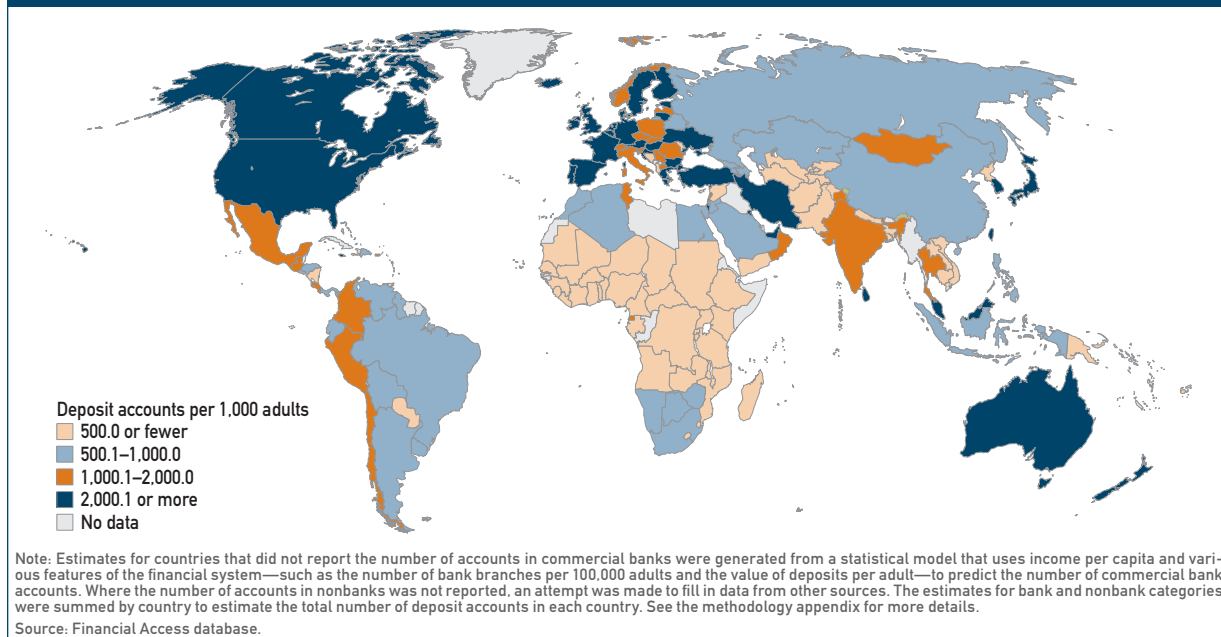 Deposit accounts per 1,000 adults
500.0 or fewer
500.1–1,000.0
1,000.1–2,000.0
2,000.1 or more
No data
Note: Estimates for countries that did not report the number of accounts in commercial banks were generated from a statistical model that uses income per capita and vari-
ous features of the financial system—such as the number of bank branches per 100,000 adults and the value of deposits per adult—to predict the number of commercial bank
accounts. Where the number of accounts in nonbanks was not reported, an attempt was made to fill in data from other sources. The estimates for bank and nonbank categories
were summed by country to estimate the total number of deposit accounts in each country. See the methodology appendix for more details.
Source: Financial Access database.